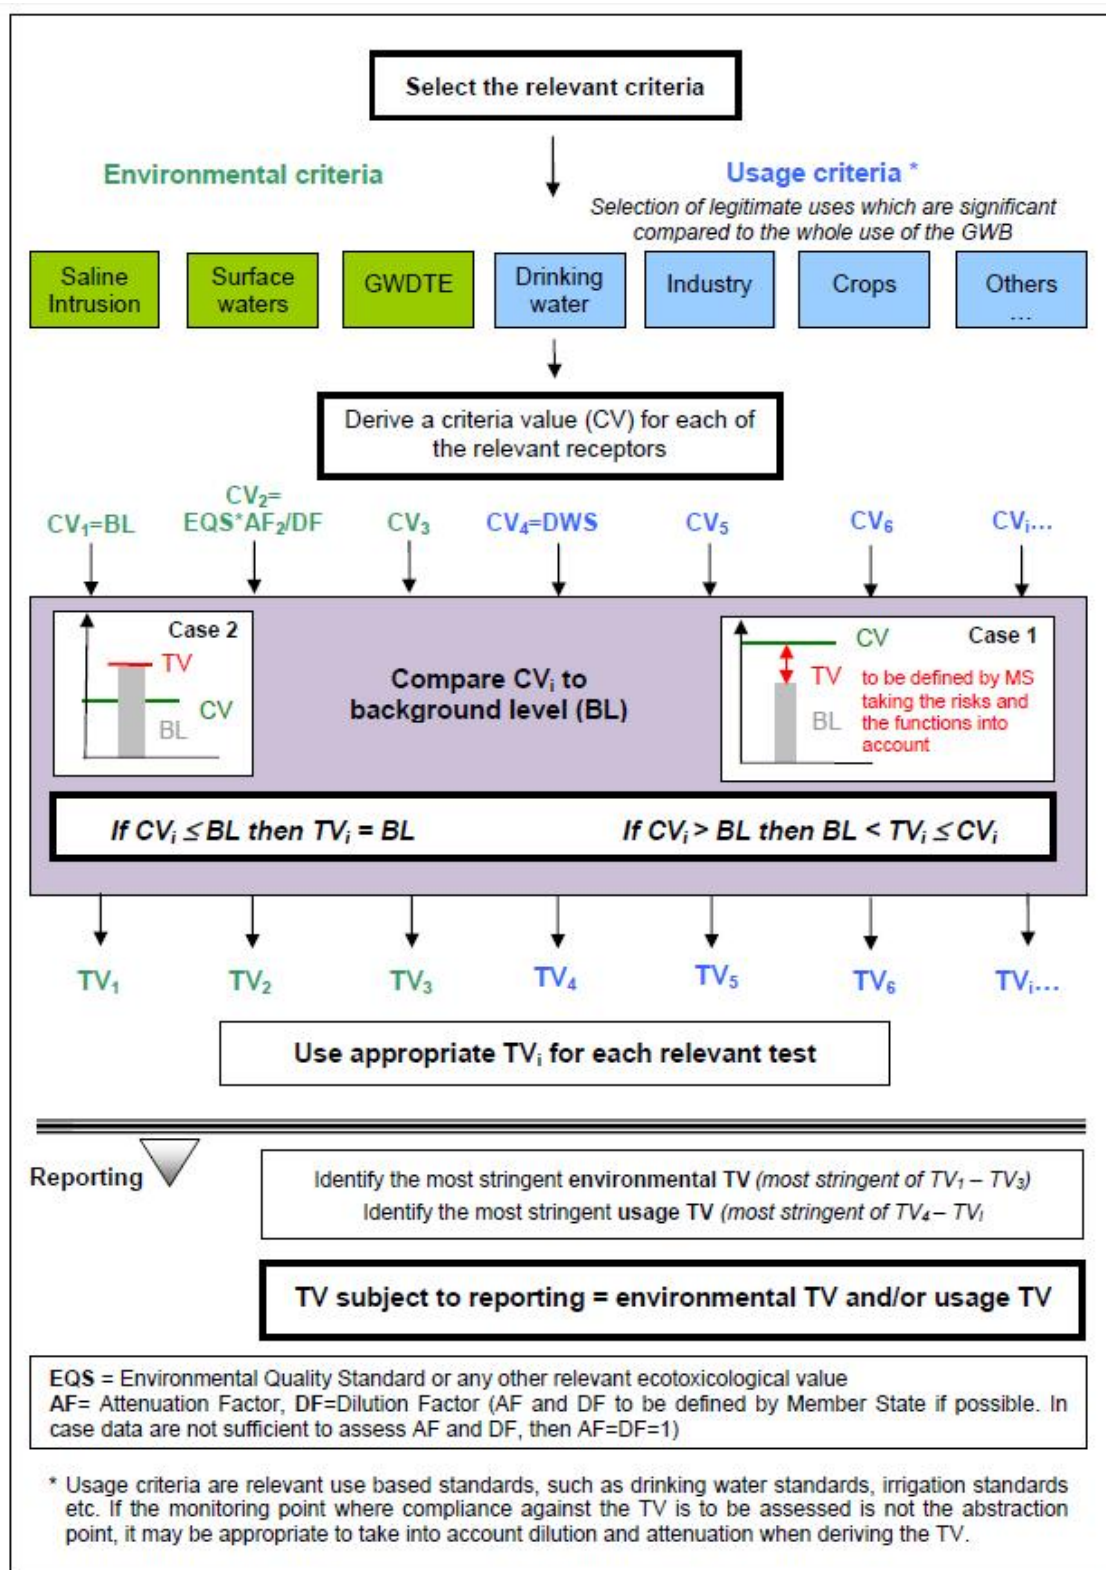 Select the relevant criteria
Environmental criteria
Usage criteria *
Selection of legitimate uses which are significant
compared to the whole use of the GWB
Saline
Intrusion
Surface
waters
GWDTE
Drinking
water
Industry
Crops
Others
...
Derive a criteria value (CV) for each of
the relevant receptors
CV₁=BL
CV₂=
EQS*AF₂/DF
CV₃
CV₄=DWS
CV₅
CV₆
CVᵢ...
Case 2
TV
CV
BL
Compare CVᵢ to
background level (BL)
Case 1
CV
TV
BL
to be defined by MS
taking the risks and
the functions into
account
If CVᵢ ≤ BL then TVᵢ = BL
If CVᵢ > BL then BL < TVᵢ ≤ CVᵢ
TV₁
TV₂
TV₃
TV₄
TV₅
TV₆
TVᵢ...
Use appropriate TVᵢ for each relevant test
Reporting
Identify the most stringent environmental TV (most stringent of TV₁ – TV₃)
Identify the most stringent usage TV (most stringent of TV₄ – TVᵢ
TV subject to reporting = environmental TV and/or usage TV
EQS = Environmental Quality Standard or any other relevant ecotoxicological value
AF= Attenuation Factor, DF=Dilution Factor (AF and DF to be defined by Member State if possible. In
case data are not sufficient to assess AF and DF, then AF=DF=1)
* Usage criteria are relevant use based standards, such as drinking water standards, irrigation standards
etc. If the monitoring point where compliance against the TV is to be assessed is not the abstraction
point, it may be appropriate to take into account dilution and attenuation when deriving the TV.